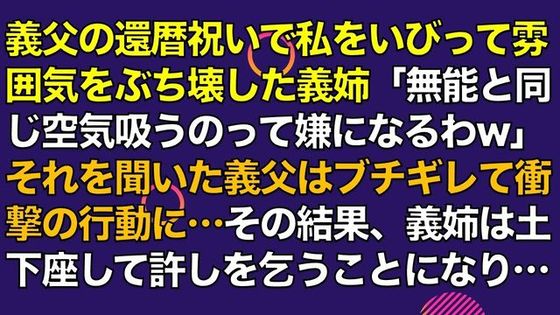 義父の還暦祝いで私をいびって雰
囲気をぶち壊した義姉「無能と同
じ空気吸うのって嫌になるわw」
それを聞いた義父はブチギレて衝
撃の行動に…その結果、義姉は土
下座して許しを乞うことになり…